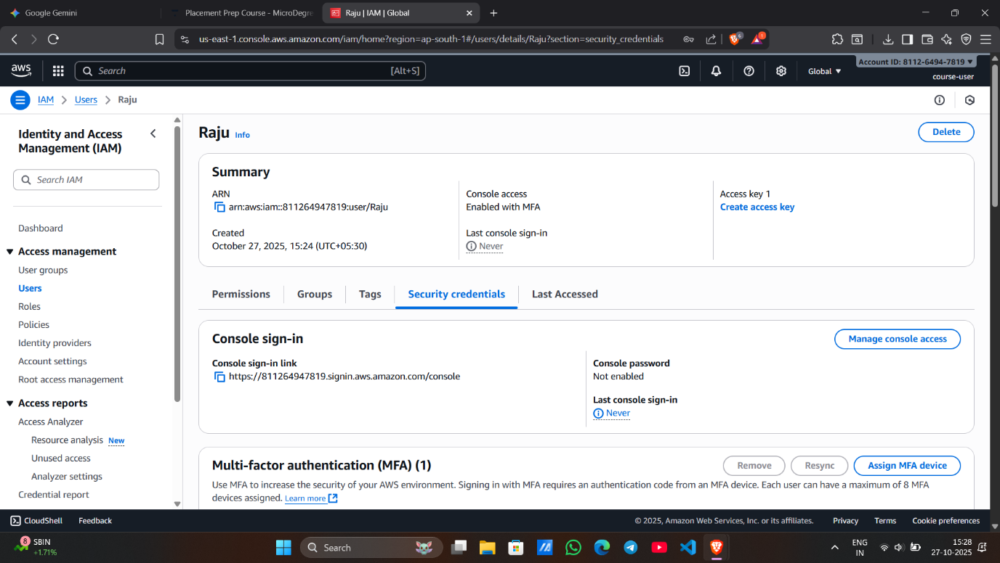 Google Gemini
Placement Prep Course - MicroDegre
Raju | IAM | Global
us-east-1.console.aws.amazon.com/iam/home?region=ap-south-1#/users/details/Raju?section=security_credentials
6
1
aws
Search
[Alt+S]
Global
Account ID: 8112-6494-7819
course-user
IAM
Users
Raju
Identity and Access
Management (IAM)
Search IAM
Dashboard
Access management
User groups
Users
Roles
Policies
Identity providers
Account settings
Root access management
Access reports
Access Analyzer
Resource analysis New
Unused access
Analyzer settings
Credential report
Raju Info
Delete
Summary
ARN
arn:aws:iam::811264947819:user/Raju
Created
October 27, 2025, 15:24 (UTC+05:30)
Console access
Enabled with MFA
Last console sign-in
Never
Access key 1
Create access key
Permissions
Groups
Tags
Security credentials
Last Accessed
Console sign-in
Manage console access
Console sign-in link
https://811264947819.signin.aws.amazon.com/console
Console password
Not enabled
Last console sign-in
Never
Multi-factor authentication (MFA) (1)
Remove
Resync
Assign MFA device
Use MFA to increase the security of your AWS environment. Signing in with MFA requires an authentication code from an MFA device. Each user can have a maximum of 8 MFA
devices assigned. Learn more
CloudShell
Feedback
© 2025, Amazon Web Services, Inc. or its affiliates.
Privacy
Terms
Cookie preferences
8
SBIN
+1.71%
Search
ENG
IN
15:28
27-10-2025